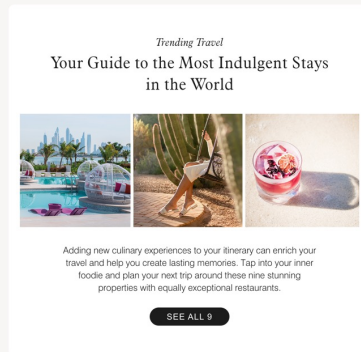 Trending Travel
Your Guide to the Most Indulgent Stays
in the World
Adding new culinary experiences to your itinerary can enrich your
travel and help you create lasting memories. Tap into your inner
foodie and plan your next trip around these nine stunning
properties with equally exceptional restaurants.
SEE ALL 9